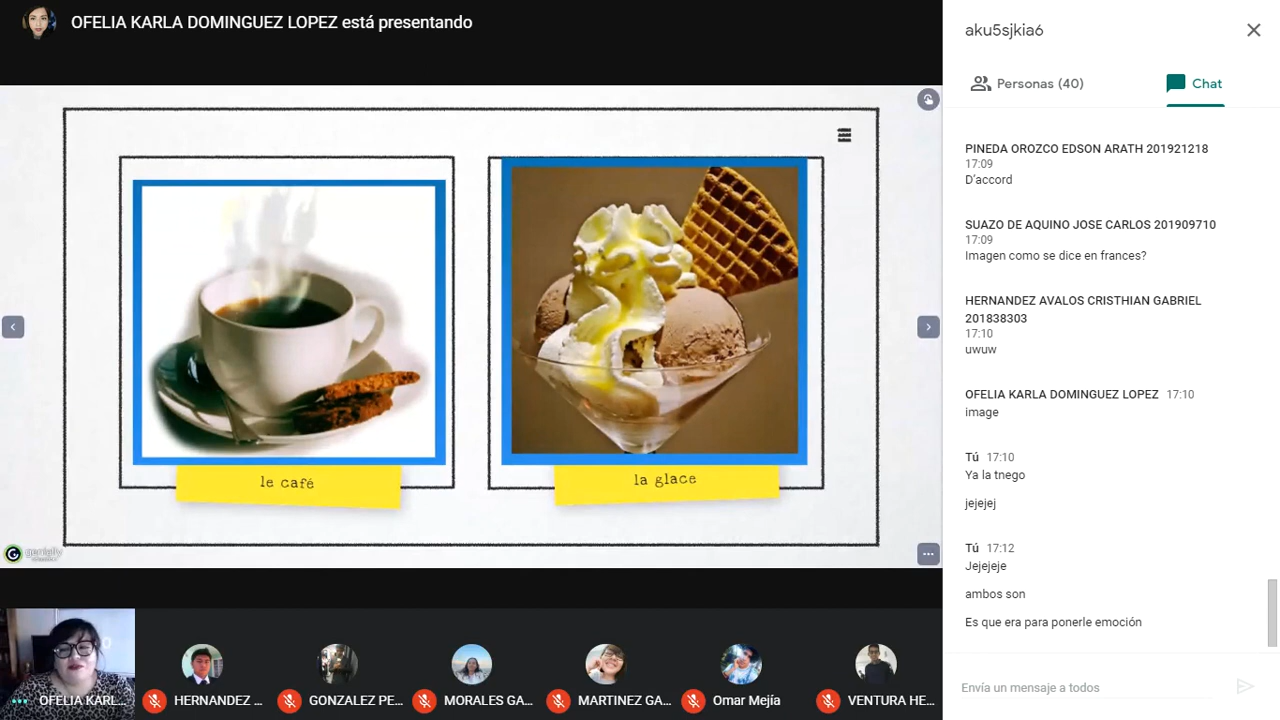 OFELIA KARLA DOMINGUEZ LOPEZ está presentando
le café
la glace
genially
OFELIA KARL...
HERNANDEZ ...
GONZALEZ PE...
MORALES GA...
MARTINEZ GA...
Omar Mejía
VENTURA HE...
aku5sjkia6
Personas (40)
Chat
PINEDA OROZCO EDSON ARATH 201921218
17:09
D'accord
SUAZO DE AQUINO JOSE CARLOS 201909710
17:09
Imagen como se dice en frances?
HERNANDEZ AVALOS CRISTHIAN GABRIEL
201838303
17:10
uwuw
OFELIA KARLA DOMINGUEZ LOPEZ 17:10
image
Tú 17:10
Ya la tnego
jejejej
Tú 17:12
Jejejeje
ambos son
Es que era para ponerle emoción
Envía un mensaje a todos